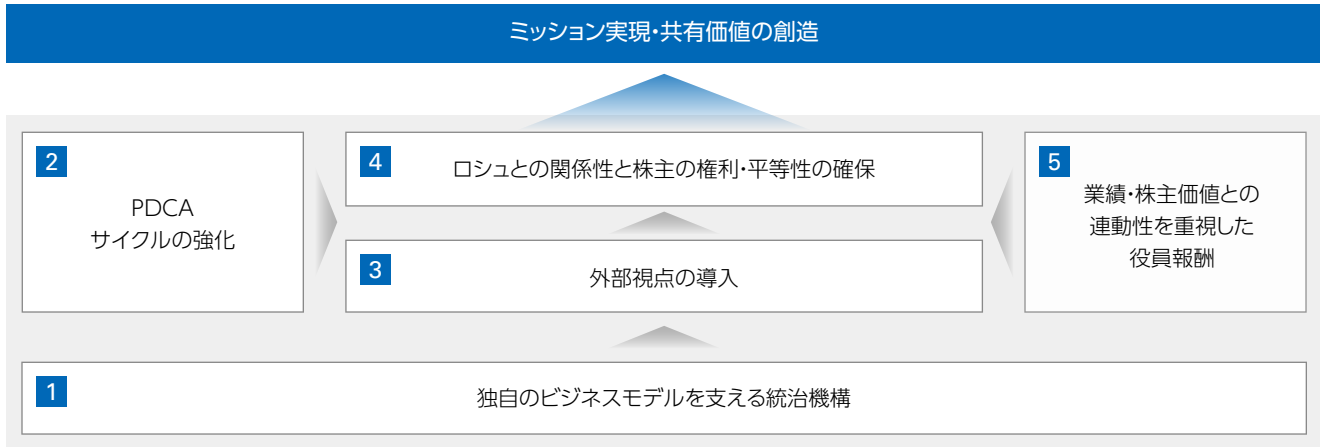 ミッション実現・共有価値の創造
2
PDCA
サイクルの強化
4
ロシュとの関係性と株主の権利・平等性の確保
5
業績・株主価値との
連動性を重視した
役員報酬
3
外部視点の導入
1
独自のビジネスモデルを支える統治機構